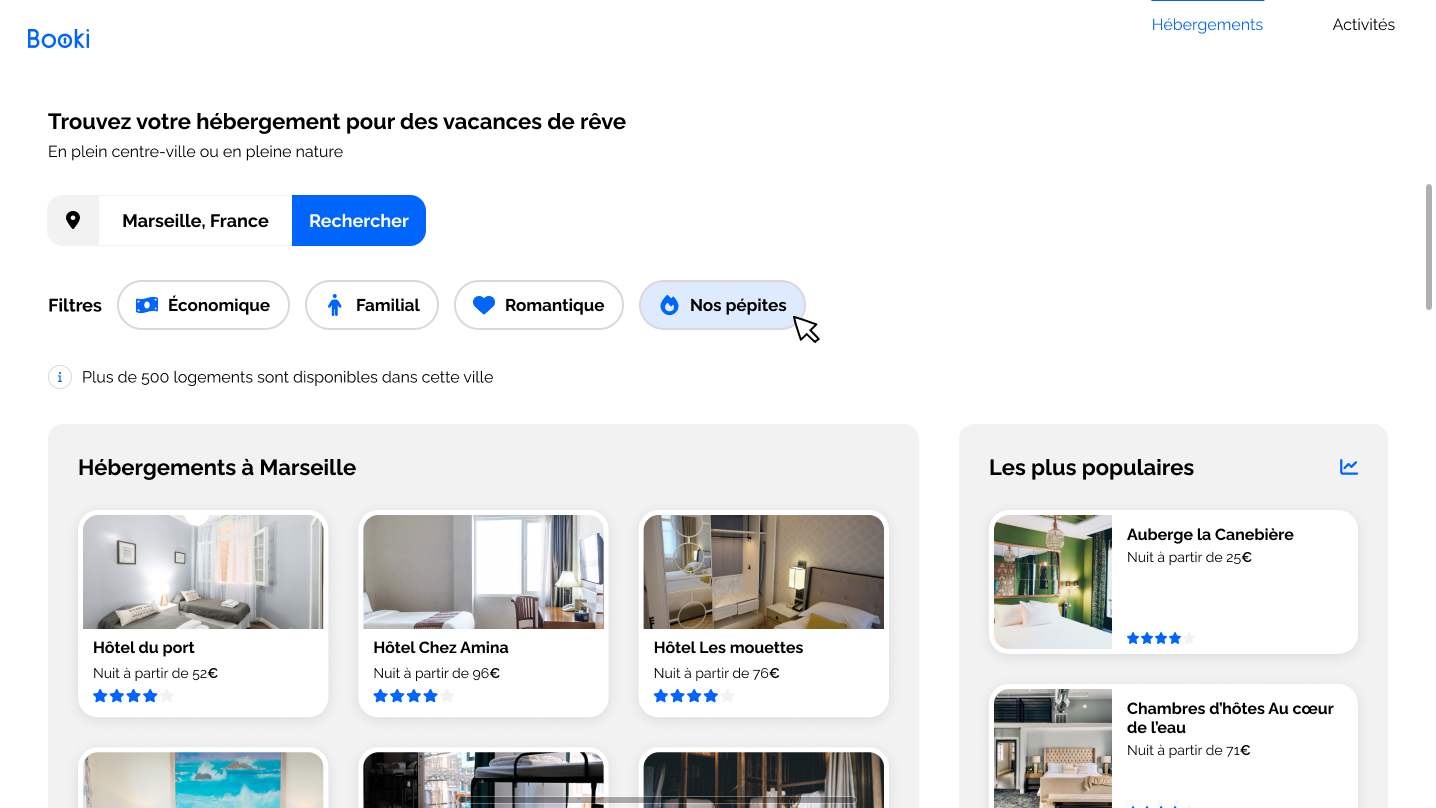 Booki
Hébergements
Activités
Trouvez votre hébergement pour des vacances de rêve
En plein centre-ville ou en pleine nature
Marseille, France
Rechercher
Filtres
Économique
Familial
Romantique
Nos pépites
Plus de 500 logements sont disponibles dans cette ville
Hébergements à Marseille
Hôtel du port
Nuit à partir de 52€
Hôtel Chez Amina
Nuit à partir de 96€
Hôtel Les mouettes
Nuit à partir de 76€
Les plus populaires
Auberge la Canebière
Nuit à partir de 25€
Chambres d’hôtes Au cœur
de l’eau
Nuit à partir de 71€